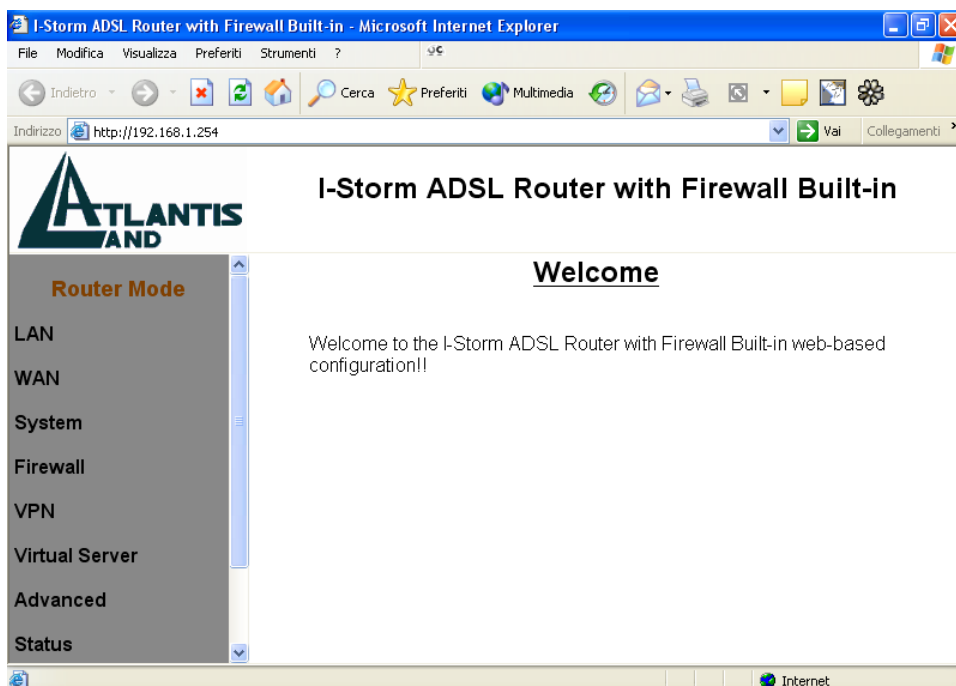 I-Storm ADSL Router with Firewall Built-in - Microsoft Internet Explorer
File Modifica Visualizza Preferiti Strumenti ?
Indietro Cerca Preferiti Multimedia
Indirizzo http://192.168.1.254 Vai Collegamenti »
ATLANTIS
LAND
I-Storm ADSL Router with Firewall Built-in
Router Mode
LAN
WAN
System
Firewall
VPN
Virtual Server
Advanced
Status
Welcome
Welcome to the I-Storm ADSL Router with Firewall Built-in web-based
configuration!!
Internet